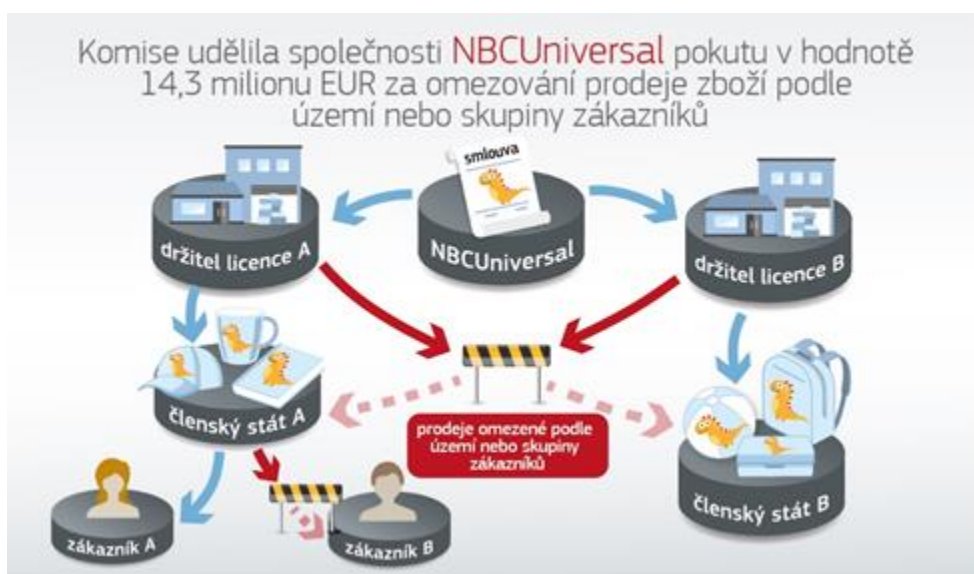 Komise udělila společnosti NBCUniversal pokutu v hodnotě
14,3 milionu EUR za omezování prodeje zboží podle
území nebo skupiny zákazníků
smlouva
držitel licence A
NBCUniversal
držitel licence B
členský stát A
prodeje omezené podle
území nebo skupiny
zákazníků
členský stát B
zákazník A
zákazník B